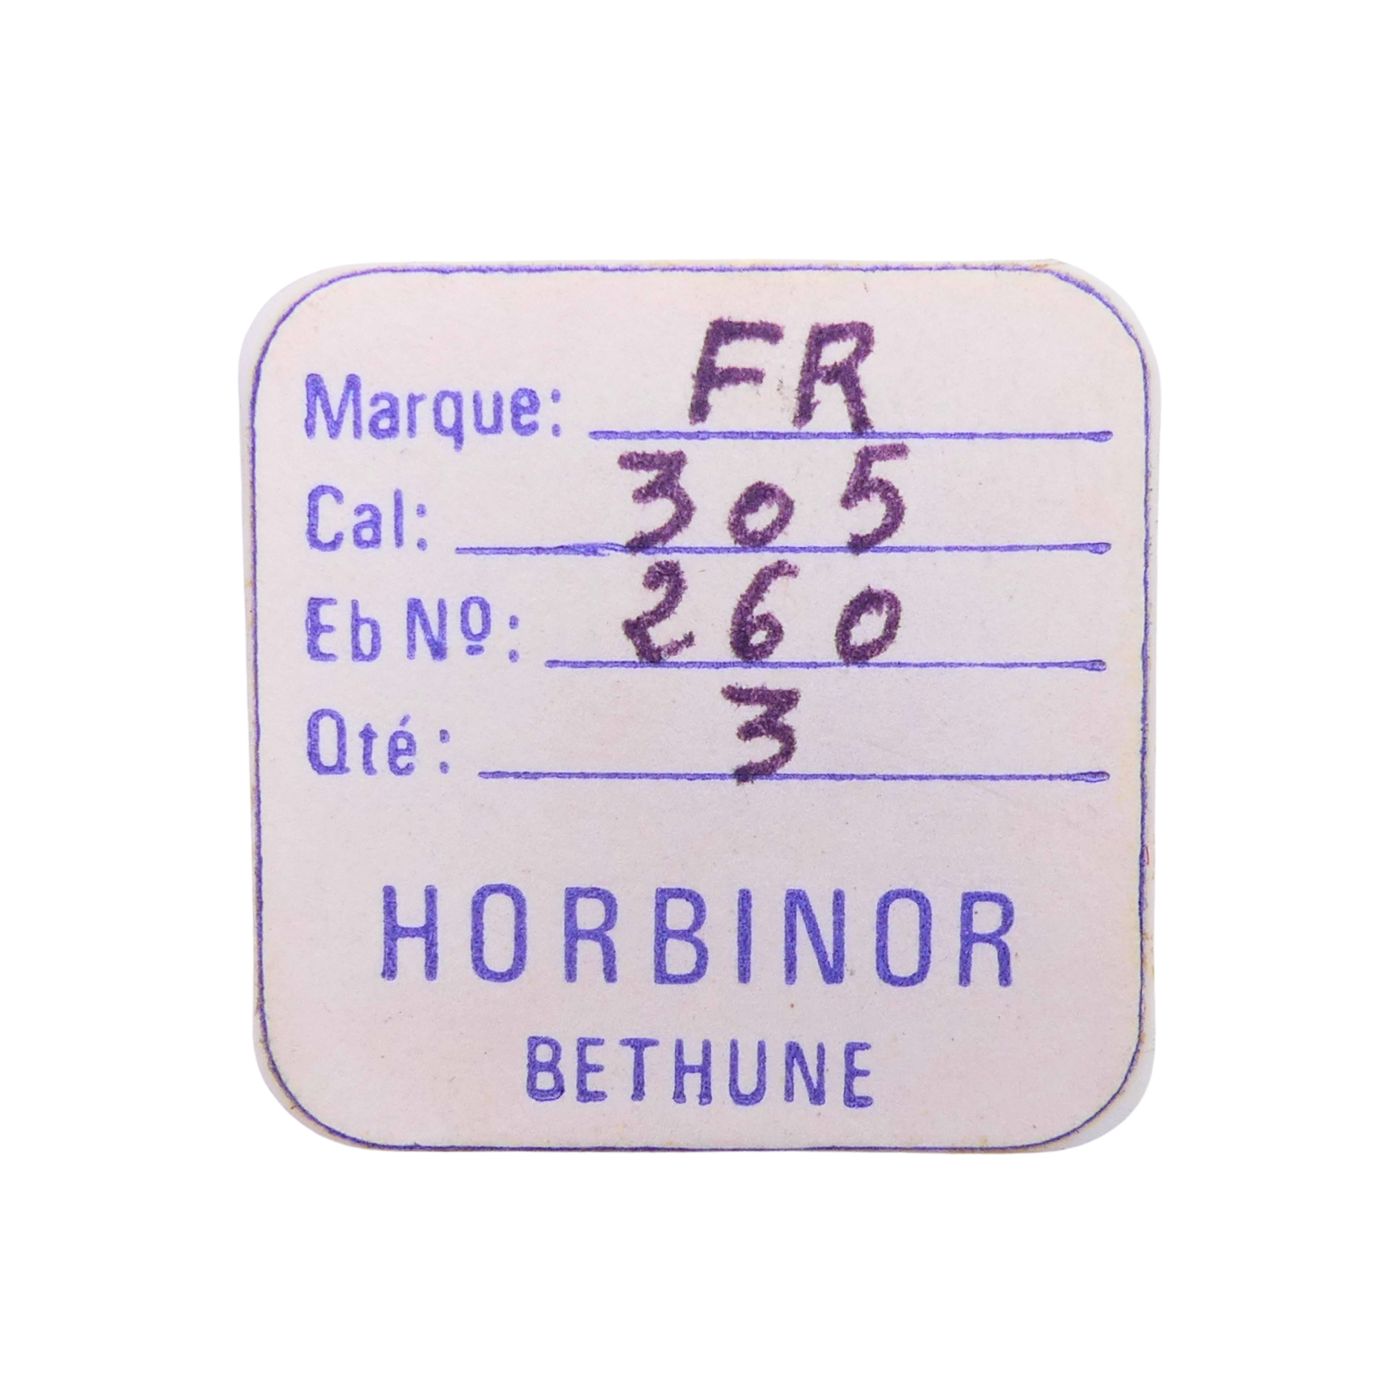 Marque: FR
Cal: 305
Eb Nº: 260
Qté: 3
HORBINOR
BETHUNE